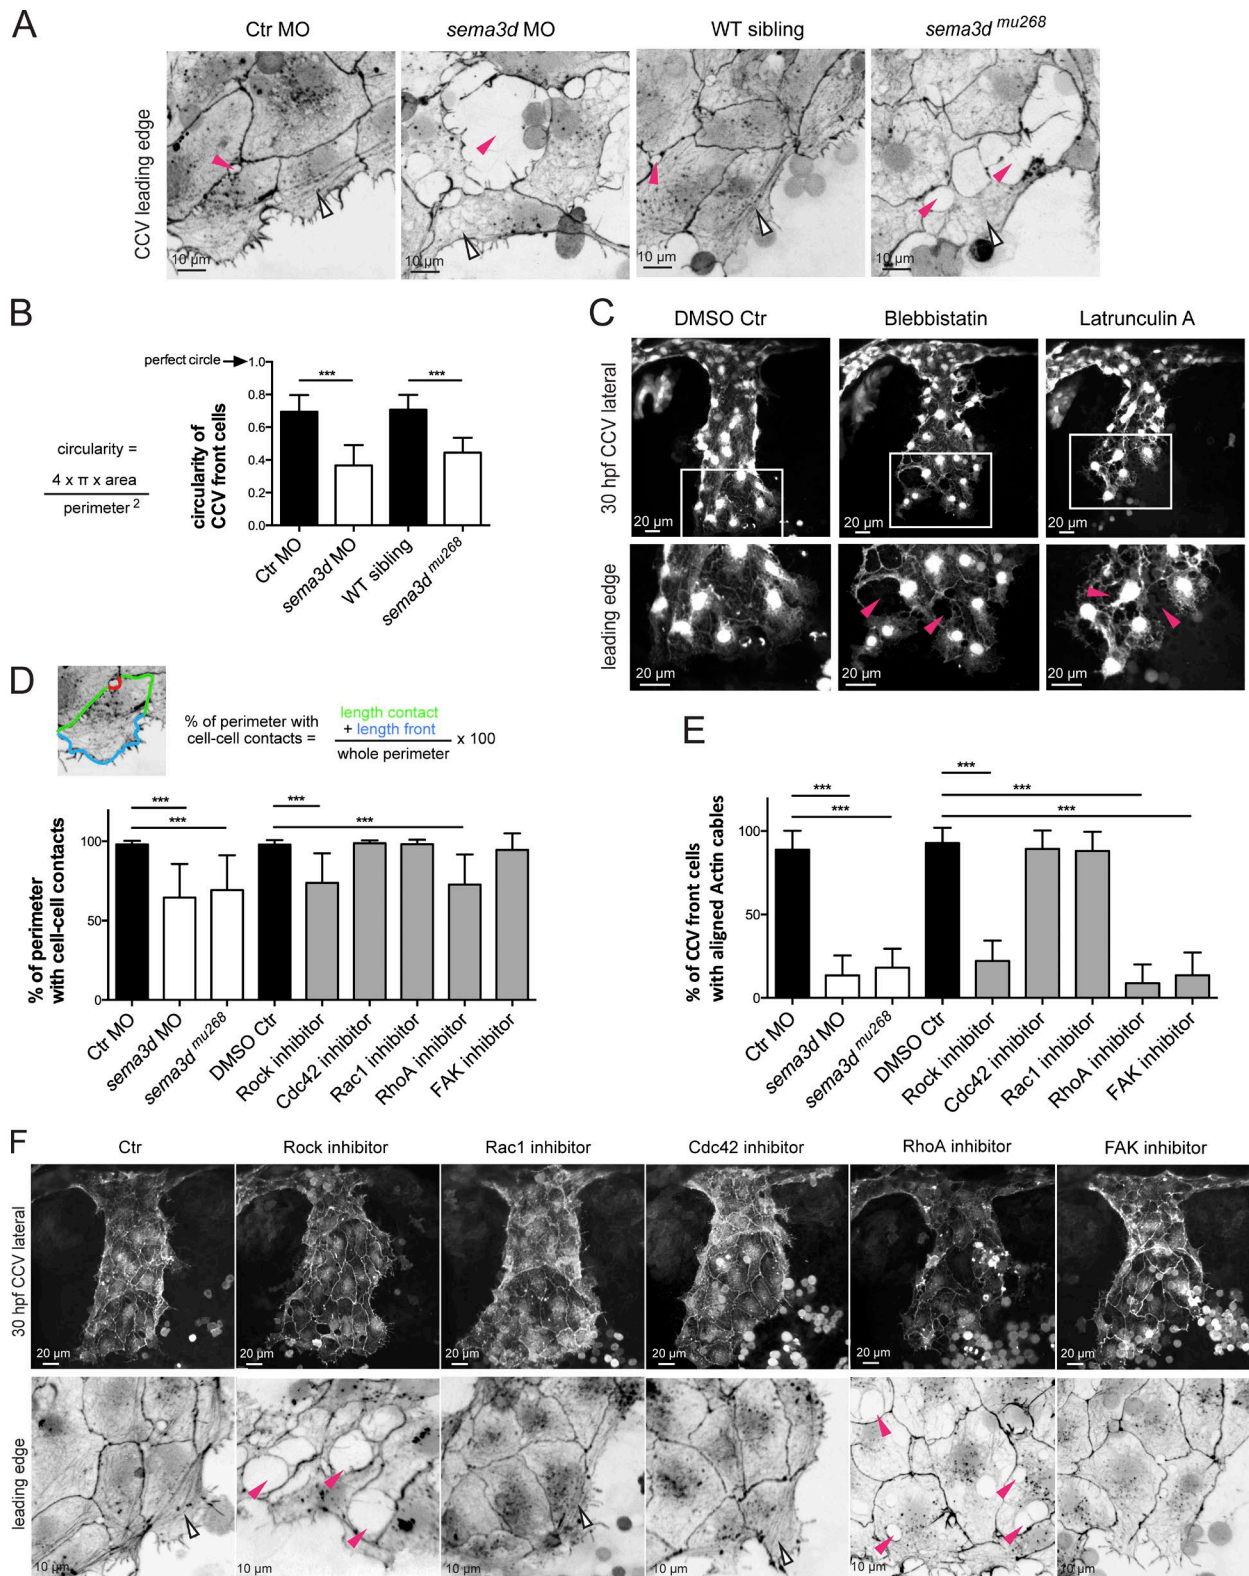 A
Ctr MO
sema3d MO
WT sibling
sema3d mu268
CCV leading edge
10 µm
10 µm
10 µm
10 µm
B
circularity =
4 x π x area
perimeter 2
perfect circle
circularity of
CCV front cells
1.0
0.8
0.6
0.4
0.2
0.0
***
***
Ctr MO
sema3d MO
WT sibling
sema3d mu268
C
DMSO Ctr
Blebbistatin
Latrunculin A
30 hpf CCV lateral
20 µm
20 µm
20 µm
leading edge
20 µm
20 µm
20 µm
D
% of perimeter with
cell-cell contacts =
length contact
+ length front
whole perimeter
x 100
% of perimeter
with cell-cell contacts
100
50
0
***
***
***
***
Ctr MO
sema3d MO
sema3d mu268
DMSO Ctr
Rock inhibitor
Cdc42 inhibitor
Rac1 inhibitor
RhoA inhibitor
FAK inhibitor
E
% of CCV front cells
with aligned Actin cables
100
50
0
***
***
***
***
***
Ctr MO
sema3d MO
sema3d mu268
DMSO Ctr
Rock inhibitor
Cdc42 inhibitor
Rac1 inhibitor
RhoA inhibitor
FAK inhibitor
F
Ctr
Rock inhibitor
Rac1 inhibitor
Cdc42 inhibitor
RhoA inhibitor
FAK inhibitor
30 hpf CCV lateral
20 µm
20 µm
20 µm
20 µm
20 µm
20 µm
leading edge
10 µm
10 µm
10 µm
10 µm
10 µm
10 µm